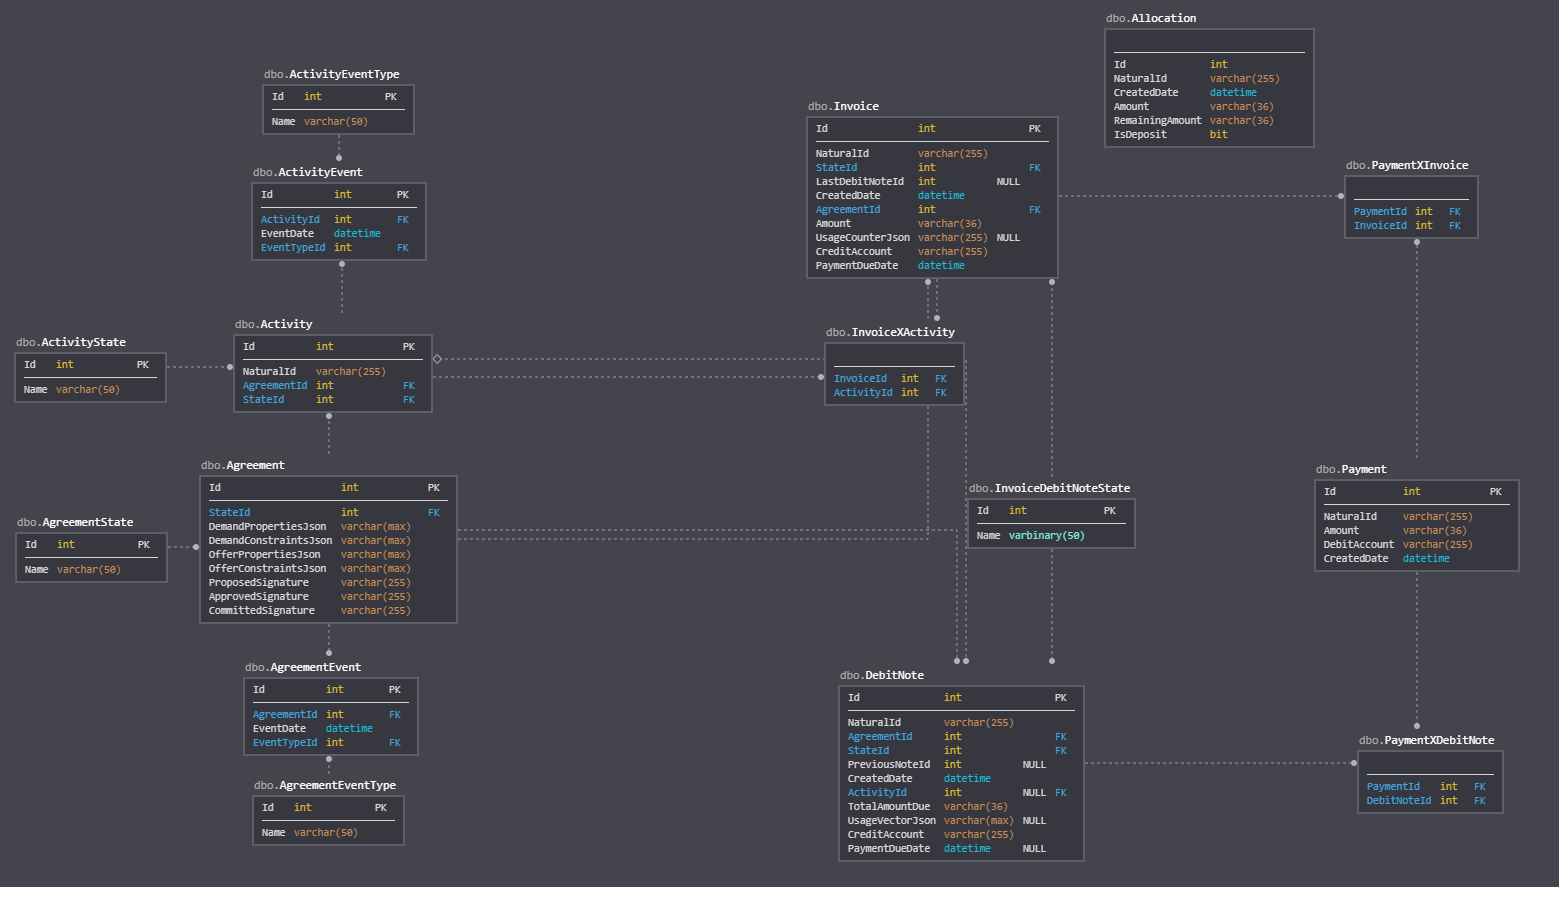 dbo.Allocation
Id int
NaturalId varchar(255)
CreatedDate datetime
Amount varchar(36)
RemainingAmount varchar(36)
IsDeposit bit
dbo.ActivityEventType
Id int PK
Name varchar(50)
dbo.Invoice
Id int PK
NaturalId varchar(255)
StateId int FK
LastDebitNoteId int NULL
CreatedDate datetime
AgreementId int FK
Amount varchar(36)
UsageCounterJson varchar(255) NULL
CreditAccount varchar(255)
PaymentDueDate datetime
dbo.PaymentXInvoice
PaymentId int FK
InvoiceId int FK
dbo.ActivityEvent
Id int PK
ActivityId int FK
EventDate datetime
EventTypeId int FK
dbo.Activity
Id int PK
NaturalId varchar(255)
AgreementId int FK
StateId int FK
dbo.ActivityState
Id int PK
Name varchar(50)
dbo.InvoiceXActivity
InvoiceId int FK
ActivityId int FK
dbo.Agreement
Id int PK
StateId int FK
DemandPropertiesJson varchar(max)
DemandConstraintsJson varchar(max)
OfferPropertiesJson varchar(max)
OfferConstraintsJson varchar(max)
ProposedSignature varchar(255)
ApprovedSignature varchar(255)
CommittedSignature varchar(255)
dbo.AgreementState
Id int PK
Name varchar(50)
dbo.InvoiceDebitNoteState
Id int PK
Name varbinary(50)
dbo.Payment
Id int PK
NaturalId varchar(255)
Amount varchar(36)
DebitAccount varchar(255)
CreatedDate datetime
dbo.AgreementEvent
Id int PK
AgreementId int FK
EventDate datetime
EventTypeId int FK
dbo.DebitNote
Id int PK
NaturalId varchar(255)
AgreementId int FK
StateId int FK
PreviousNoteId int NULL
CreatedDate datetime
ActivityId int NULL FK
TotalAmountDue varchar(36)
UsageVectorJson varchar(max) NULL
CreditAccount varchar(255)
PaymentDueDate datetime NULL
dbo.PaymentXDebitNote
PaymentId int FK
DebitNoteId int FK
dbo.AgreementEventType
Id int PK
Name varchar(50)